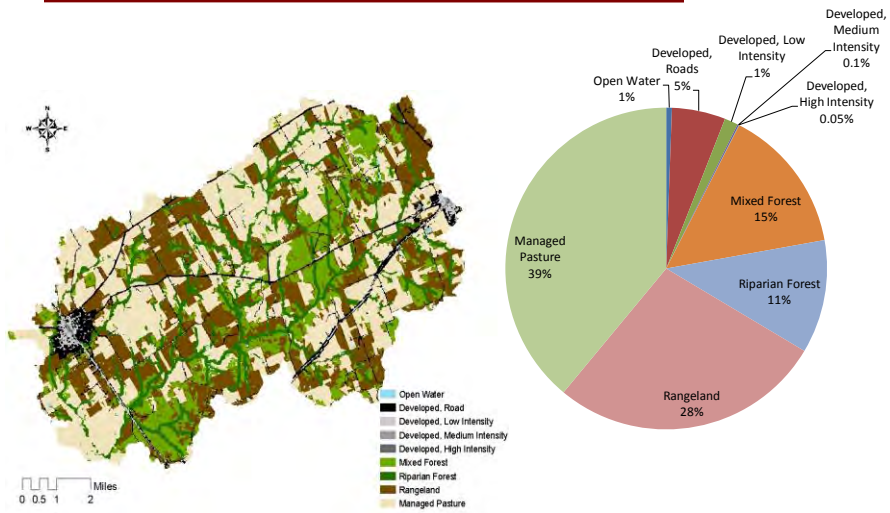 N
W E
S
Open Water
Developed, Road
Developed, Low Intensity
Developed, Medium Intensity
Developed, High Intensity
Mixed Forest
Riparian Forest
Rangeland
Managed Pasture
Miles
0 0.5 1 2
Open Water
1%
Developed,
Roads
5%
Developed, Low
Intensity
1%
Developed,
Medium
Intensity
0.1%
Developed,
High Intensity
0.05%
Mixed Forest
15%
Riparian Forest
11%
Rangeland
28%
Managed
Pasture
39%